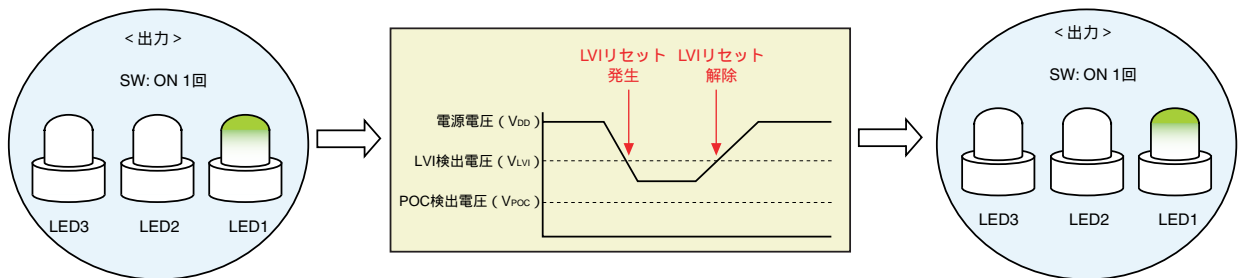 ＜出力＞
SW: ON 1回
LED3
LED2
LED1
LVIリセット
発生
LVIリセット
解除
電源電圧（VDD）
LVI検出電圧（VLVI）
POC検出電圧（VPOC）
＜出力＞
SW: ON 1回
LED3
LED2
LED1